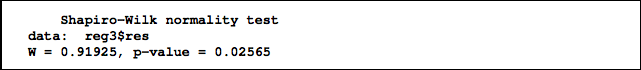 Shapiro-Wilk normality test
data:  reg3$res
W = 0.91925, p-value = 0.02565